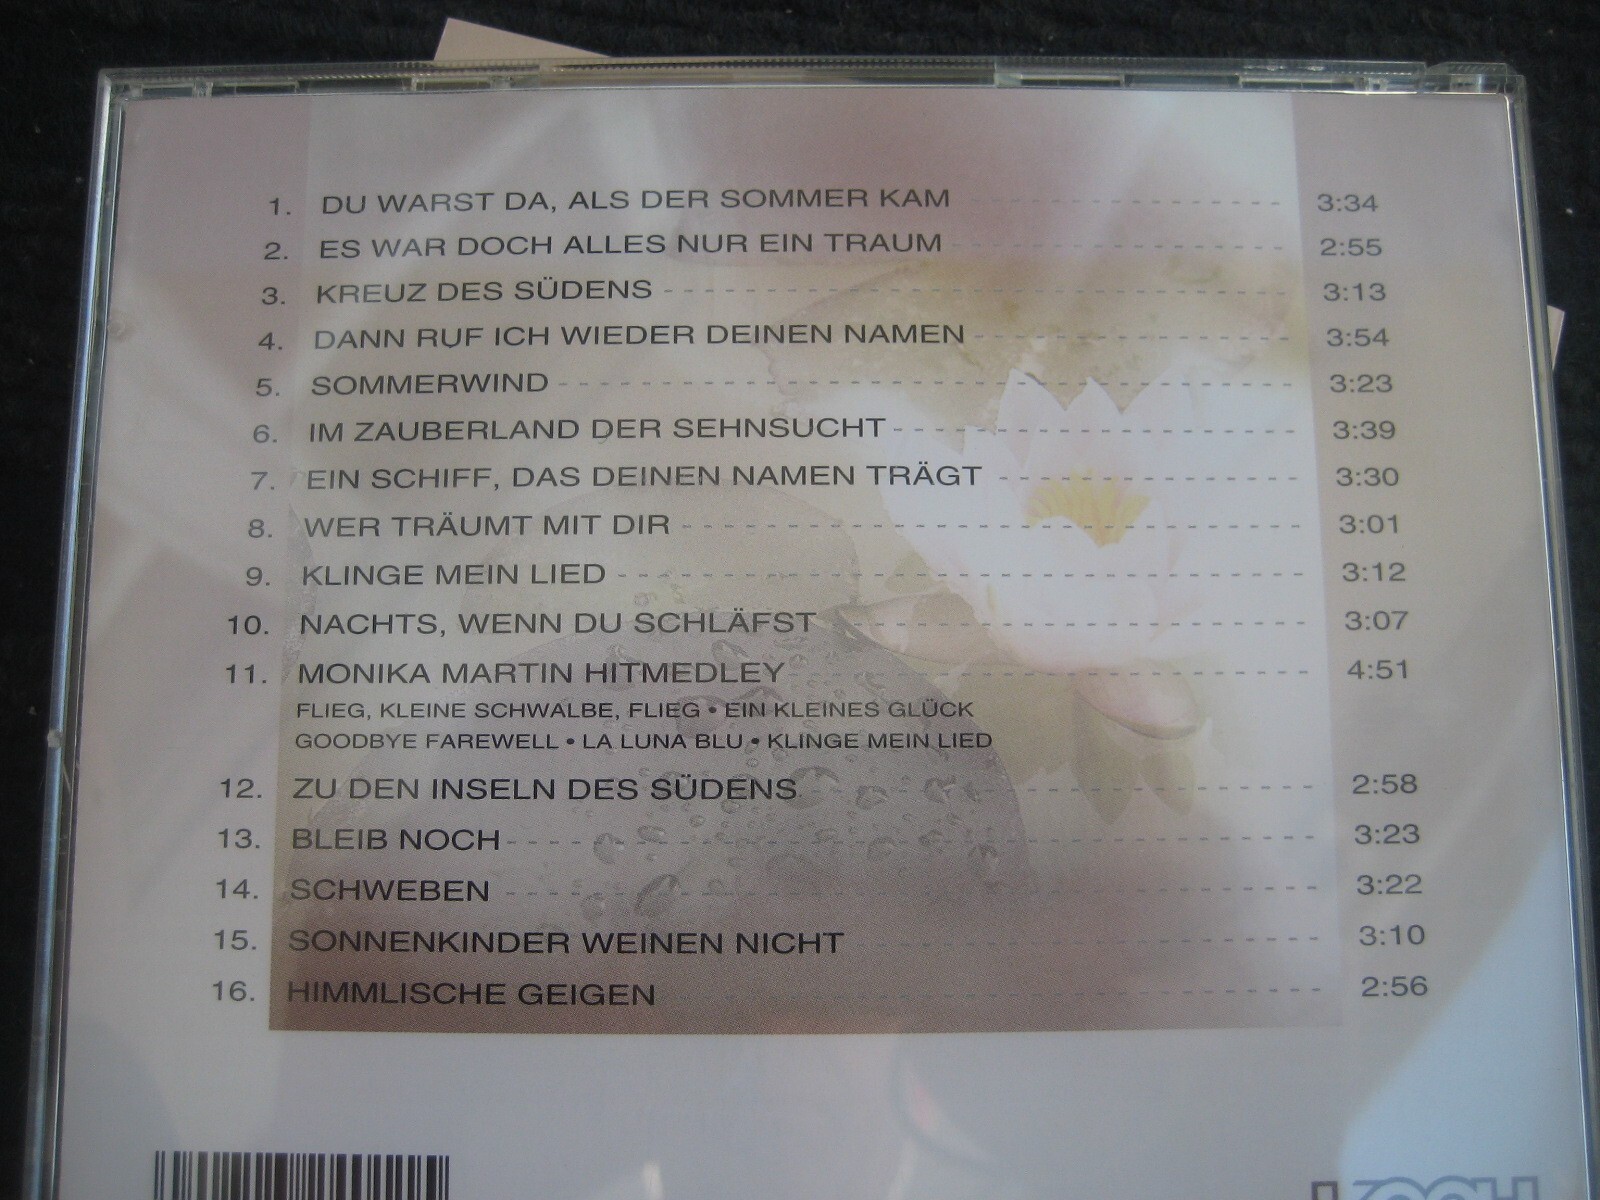 1. DU WARST DA, ALS DER SOMMER KAM 3:34
2. ES WAR DOCH ALLES NUR EIN TRAUM 2:55
3. KREUZ DES SÜDENS 3:13
4. DANN RUF ICH WIEDER DEINEN NAMEN 3:54
5. SOMMERWIND 3:23
6. IM ZAUBERLAND DER SEHNSUCHT 3:39
7. EIN SCHIFF, DAS DEINEN NAMEN TRÄGT 3:30
8. WER TRÄUMT MIT DIR 3:01
9. KLINGE MEIN LIED 3:12
10. NACHTS, WENN DU SCHLÄFST 3:07
11. MONIKA MARTIN HITMEDLEY 4:51
FLIEG, KLEINE SCHWALBE, FLIEG • EIN KLEINES GLÜCK
GOODBYE FAREWELL • LA LUNA BLU • KLINGE MEIN LIED
12. ZU DEN INSELN DES SÜDENS 2:58
13. BLEIB NOCH 3:23
14. SCHWEBEN 3:22
15. SONNENKINDER WEINEN NICHT 3:10
16. HIMMLISCHE GEIGEN 2:56